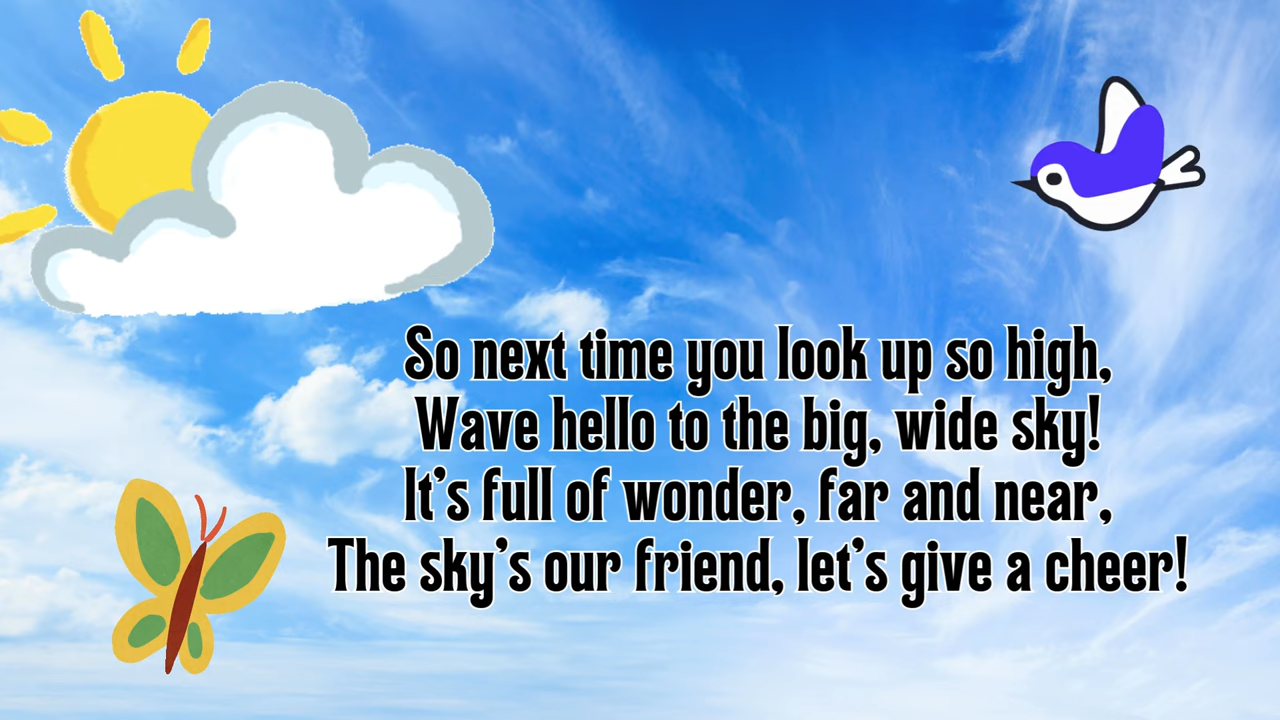 So next time you look up so high,
Wave hello to the big, wide sky!
It's full of wonder, far and near,
The sky's our friend, let's give a cheer!